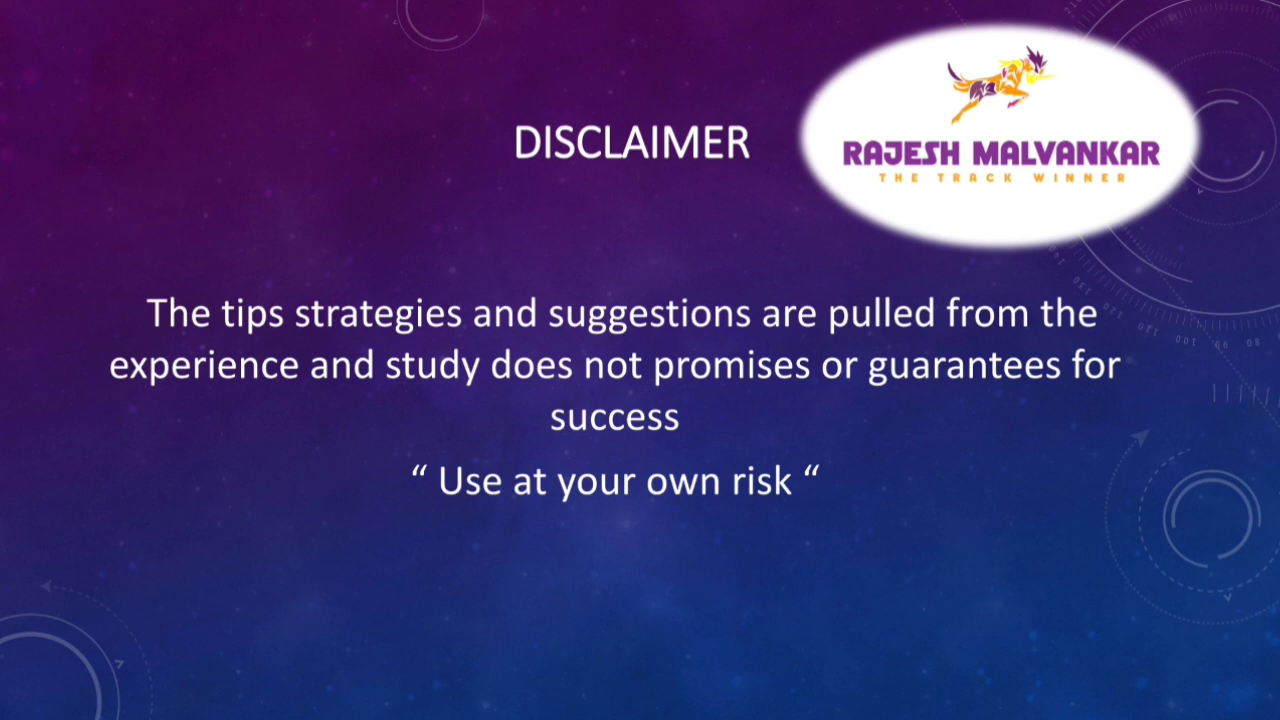 DISCLAIMER
RAJESH MALVANKAR
THE TRACK WINNER
The tips strategies and suggestions are pulled from the
experience and study does not promises or guarantees for
success
“ Use at your own risk “